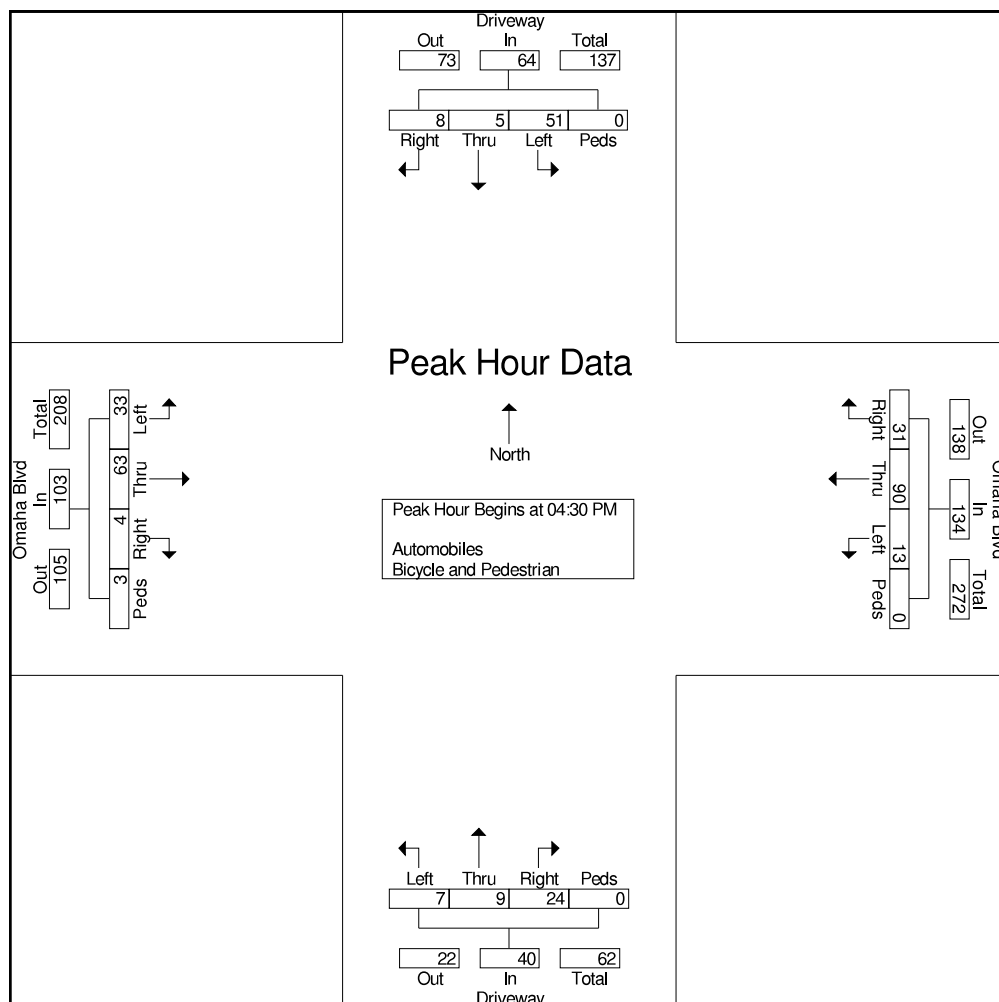 Driveway
Out In Total
73 64 137
8 5 51 0
Right Thru Left Peds
Peak Hour Data
North
Peak Hour Begins at 04:30 PM
Automobiles
Bicycle and Pedestrian
Omaha Blvd
Out In Total
105 103 208
3 4 63 33
Peds Right Thru Left
Omaha Blvd
Out In Total
138 134 272
31 90 13 0
Right Thru Left Peds
Left Thru Right Peds
7 9 24 0
22 40 62
Out In Total
Driveway